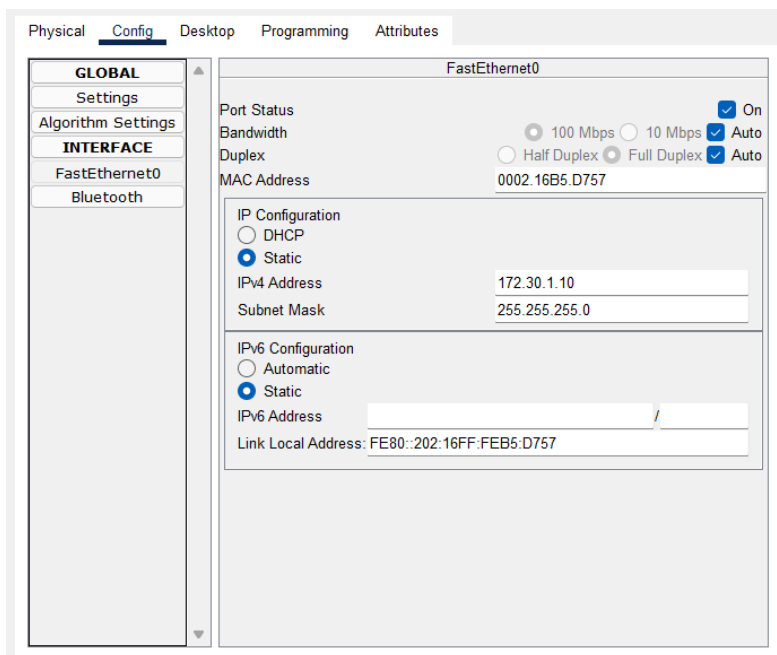 Physical Config Desktop Programming Attributes
GLOBAL
Settings
Algorithm Settings
INTERFACE
FastEthernet0
Bluetooth
FastEthernet0
Port Status On
Bandwidth 100 Mbps 10 Mbps Auto
Duplex Half Duplex Full Duplex Auto
MAC Address 0002.16B5.D757
IP Configuration
DHCP
Static
IPv4 Address 172.30.1.10
Subnet Mask 255.255.255.0
IPv6 Configuration
Automatic
Static
IPv6 Address /
Link Local Address: FE80::202:16FF:FEB5:D757